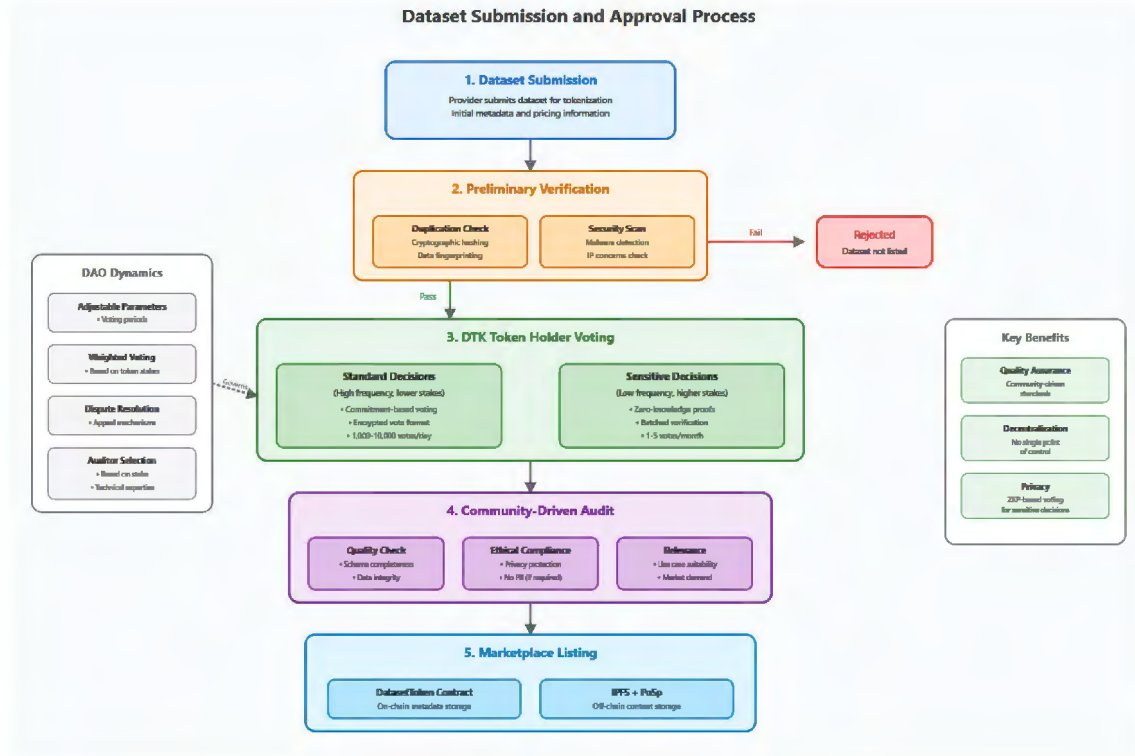 Dataset Submission and Approval Process
1. Dataset Submission
Provider submits dataset for tokenization
Initial metadata and pricing information
2. Preliminary Verification
Duplication Check
Cryptographic hashing
Data fingerprinting
Security Scan
Malware detection
IP concerns check
Fail
Rejected
Dataset not listed
Pass
DAO Dynamics
Adjustable Parameters
• Voting periods
Weighted Voting
• Based on token stakes
Dispute Resolution
• Appeal mechanisms
Auditor Selection
• Based on stake
• Technical expertise
Governs
3. DTK Token Holder Voting
Standard Decisions
(High frequency, lower stakes)
• Commitment-based voting
• Encrypted vote format
• 1,000-10,000 votes/day
Sensitive Decisions
(Low frequency, higher stakes)
• Zero-knowledge proofs
• Batched verification
• 1-5 votes/month
Key Benefits
Quality Assurance
Community-driven
standards
Decentralization
No single point
of control
Privacy
ZKP-based voting
for sensitive decisions
4. Community-Driven Audit
Quality Check
• Schema completeness
• Data integrity
Ethical Compliance
• Privacy protection
• No PII (if required)
Relevance
• Use case suitability
• Market demand
5. Marketplace Listing
DatasetToken Contract
On-chain metadata storage
IPFS + PoSp
Off-chain content storage